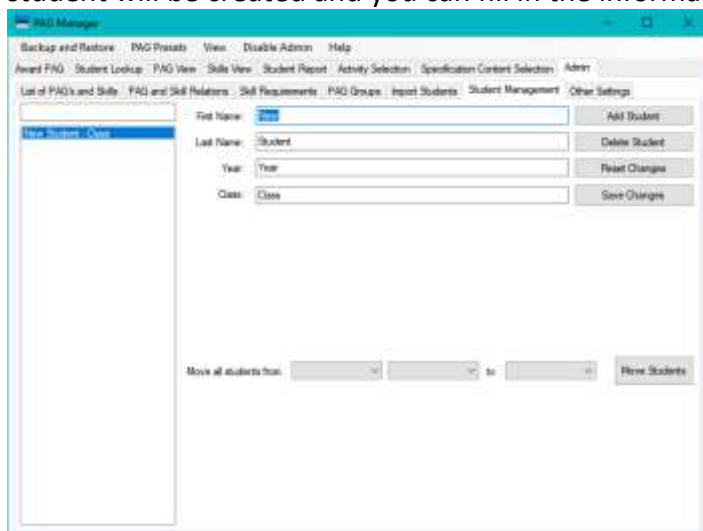 student will be created and you can fill in the informa
PAG Manager
Backup and Restore PAG Presets View Disable Admin Help
Award PAG Student Lookup PAG View Skills View Student Report Activity Selection Specification Content Selection Admin
List of PAG's and Skills PAG and Skill Relations Skill Requirements PAG Groups Import Students Student Management Other Settings
First Name: New Add Student
New Student - Class
Last Name: Student Delete Student
Year: Year Reset Changes
Class: Class Save Changes
Move all students from to Move Students